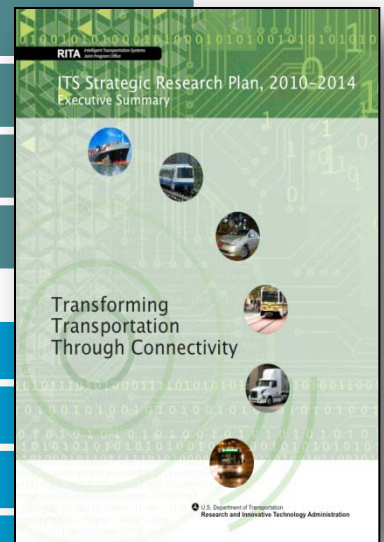 RITA Intelligent Transportation Systems
Joint Program Office
ITS Strategic Research Plan, 2010-2014
Executive Summary
Transforming
Transportation
Through Connectivity
U.S. Department of Transportation
Research and Innovative Technology Administration